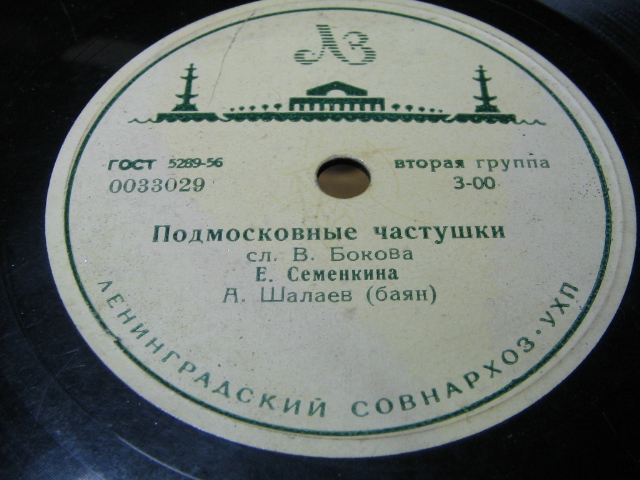 ЛЗ
ГОСТ 5289-56
0033029
вторая группа
3-00
Подмосковные частушки
сл. В. Бокова
Е. Семенкина
А. Шалаев (баян)
ЛЕНИНГРАДСКИЙ СОВНАРХОЗ · УХП